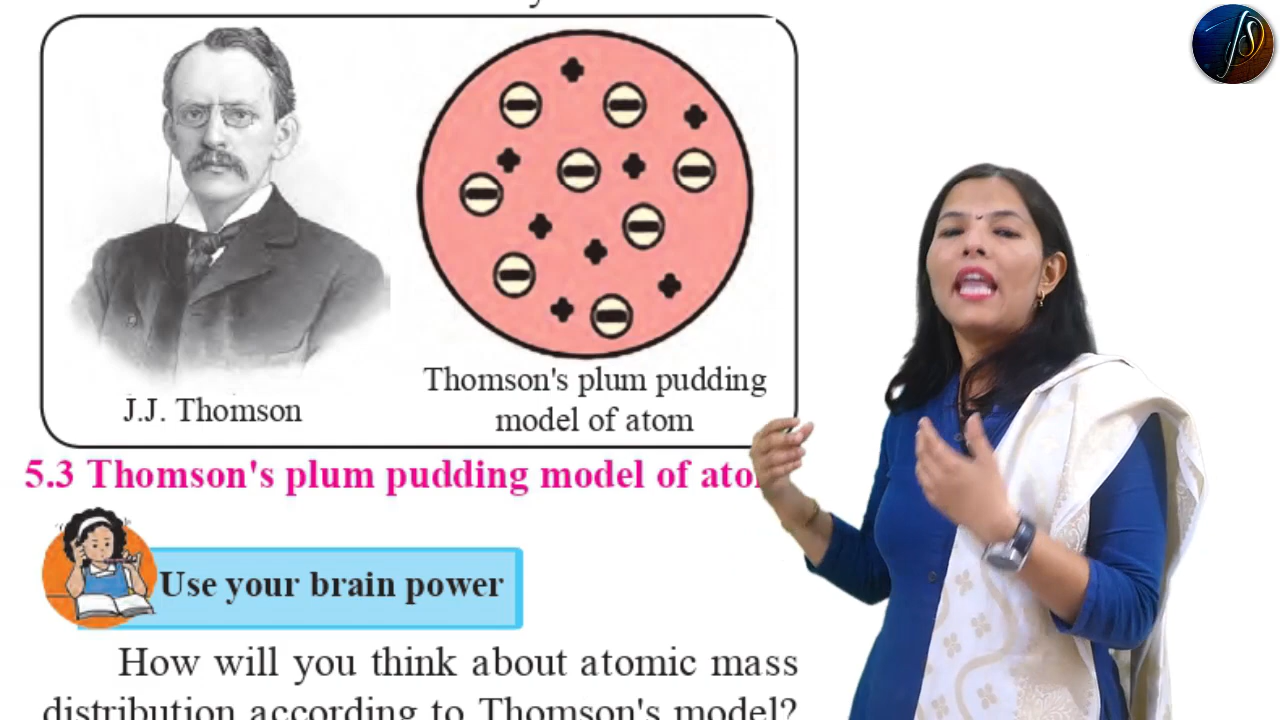 J.J. Thomson
Thomson's plum pudding
model of atom
5.3 Thomson's plum pudding model of
Use your brain power
How will you think about atomic mass
distribution according to Thomson's model?